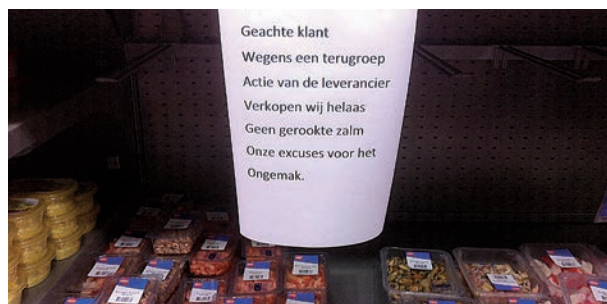 Geachte klant
Wegens een terugroep
Actie van de leverancier
Verkopen wij helaas
Geen gerookte zalm
Onze excuses voor het
Ongemak.